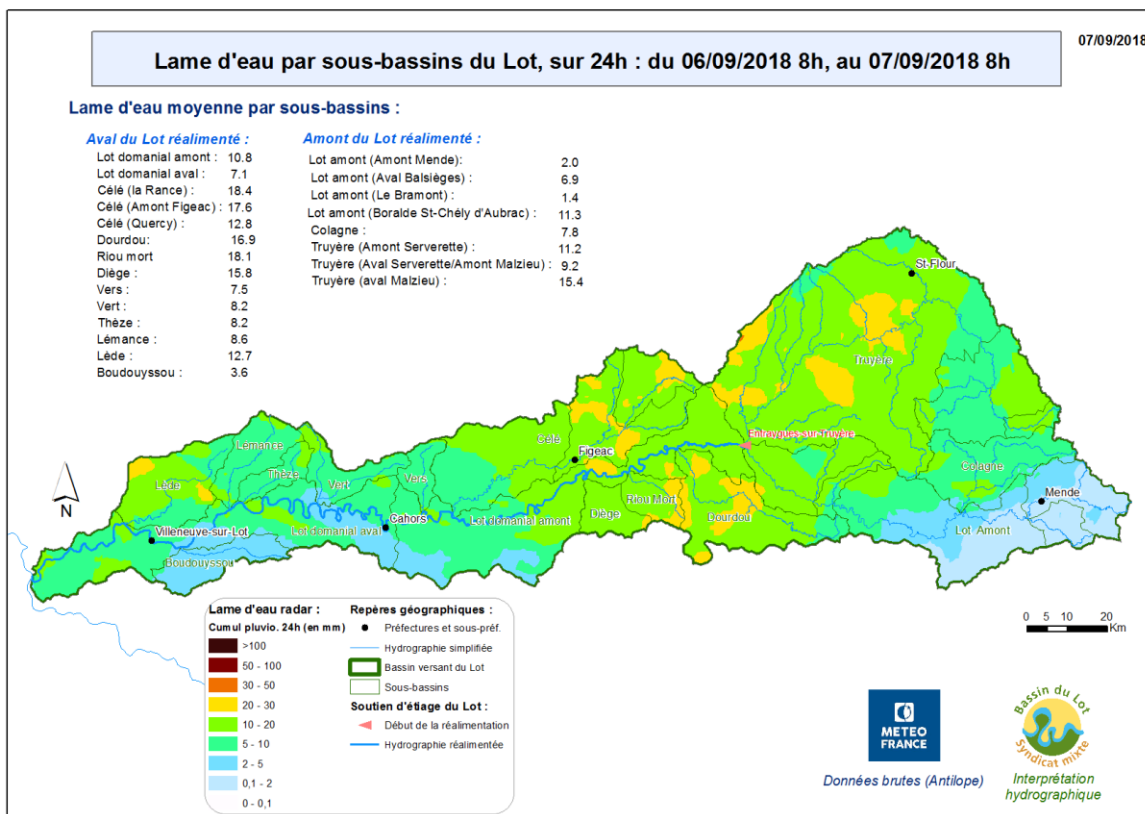 07/09/2018
Lame d'eau par sous-bassins du Lot, sur 24h : du 06/09/2018 8h, au 07/09/2018 8h
Lame d'eau moyenne par sous-bassins :
Aval du Lot réalimenté :
Lot domanial amont : 10.8
Lot domanial aval : 7.1
Célé (la Rance) : 18.4
Célé (Amont Figeac) : 17.6
Célé (Quercy) : 12.8
Dourdou: 16.9
Riou mort 18.1
Diège : 15.8
Vers : 7.5
Vert : 8.2
Thèze : 8.2
Lémance : 8.6
Lède : 12.7
Boudouyssou : 3.6
Amont du Lot réalimenté :
Lot amont (Amont Mende): 2.0
Lot amont (Aval Balsièges) : 6.9
Lot amont (Le Bramont) : 1.4
Lot amont (Boralde St-Chély d'Aubrac) : 11.3
Colagne : 7.8
Truyère (Amont Serverette) : 11.2
Truyère (Aval Serverette/Amont Malzieu) : 9.2
Truyère (aval Malzieu) : 15.4
St-Flour
Truyère
Entraygues-sur-Truyère
Célé
Figeac
Lémance
Thèze
Vert
Vers
Lède
Colagne
Mende
Riou Mort
Diège
Dourdou
Lot domanial amont
Cahors
Lot domanial aval
Villeneuve-sur-Lot
Boudouyssou
Lot Amont
N
Lame d'eau radar :
Cumul pluvio. 24h (en mm)
>100
50 - 100
30 - 50
20 - 30
10 - 20
5 - 10
2 - 5
0,1 - 2
0 - 0,1
Repères géographiques :
Préfectures et sous-préf.
Hydrographie simplifiée
Bassin versant du Lot
Sous-bassins
Soutien d'étiage du Lot :
Début de la réalimentation
Hydrographie réalimentée
0 5 10 20
Km
METEO
FRANCE
Données brutes (Antilope)
Bassin du Lot
Syndicat mixte
Interprétation
hydrographique